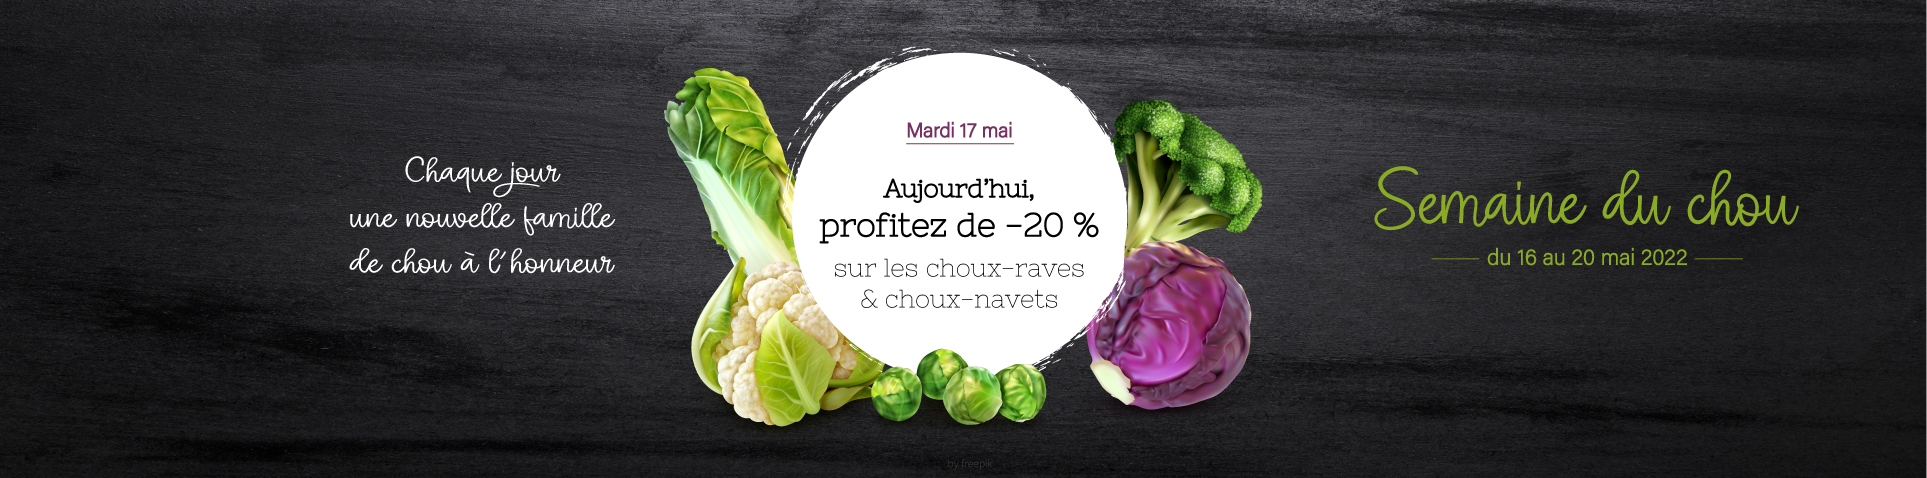 Chaque jour
une nouvelle famille
de chou à l'honneur
Mardi 17 mai
Aujourd’hui,
profitez de -20 %
sur les choux-raves
& choux-navets
Semaine du chou
du 16 au 20 mai 2022
by freepik